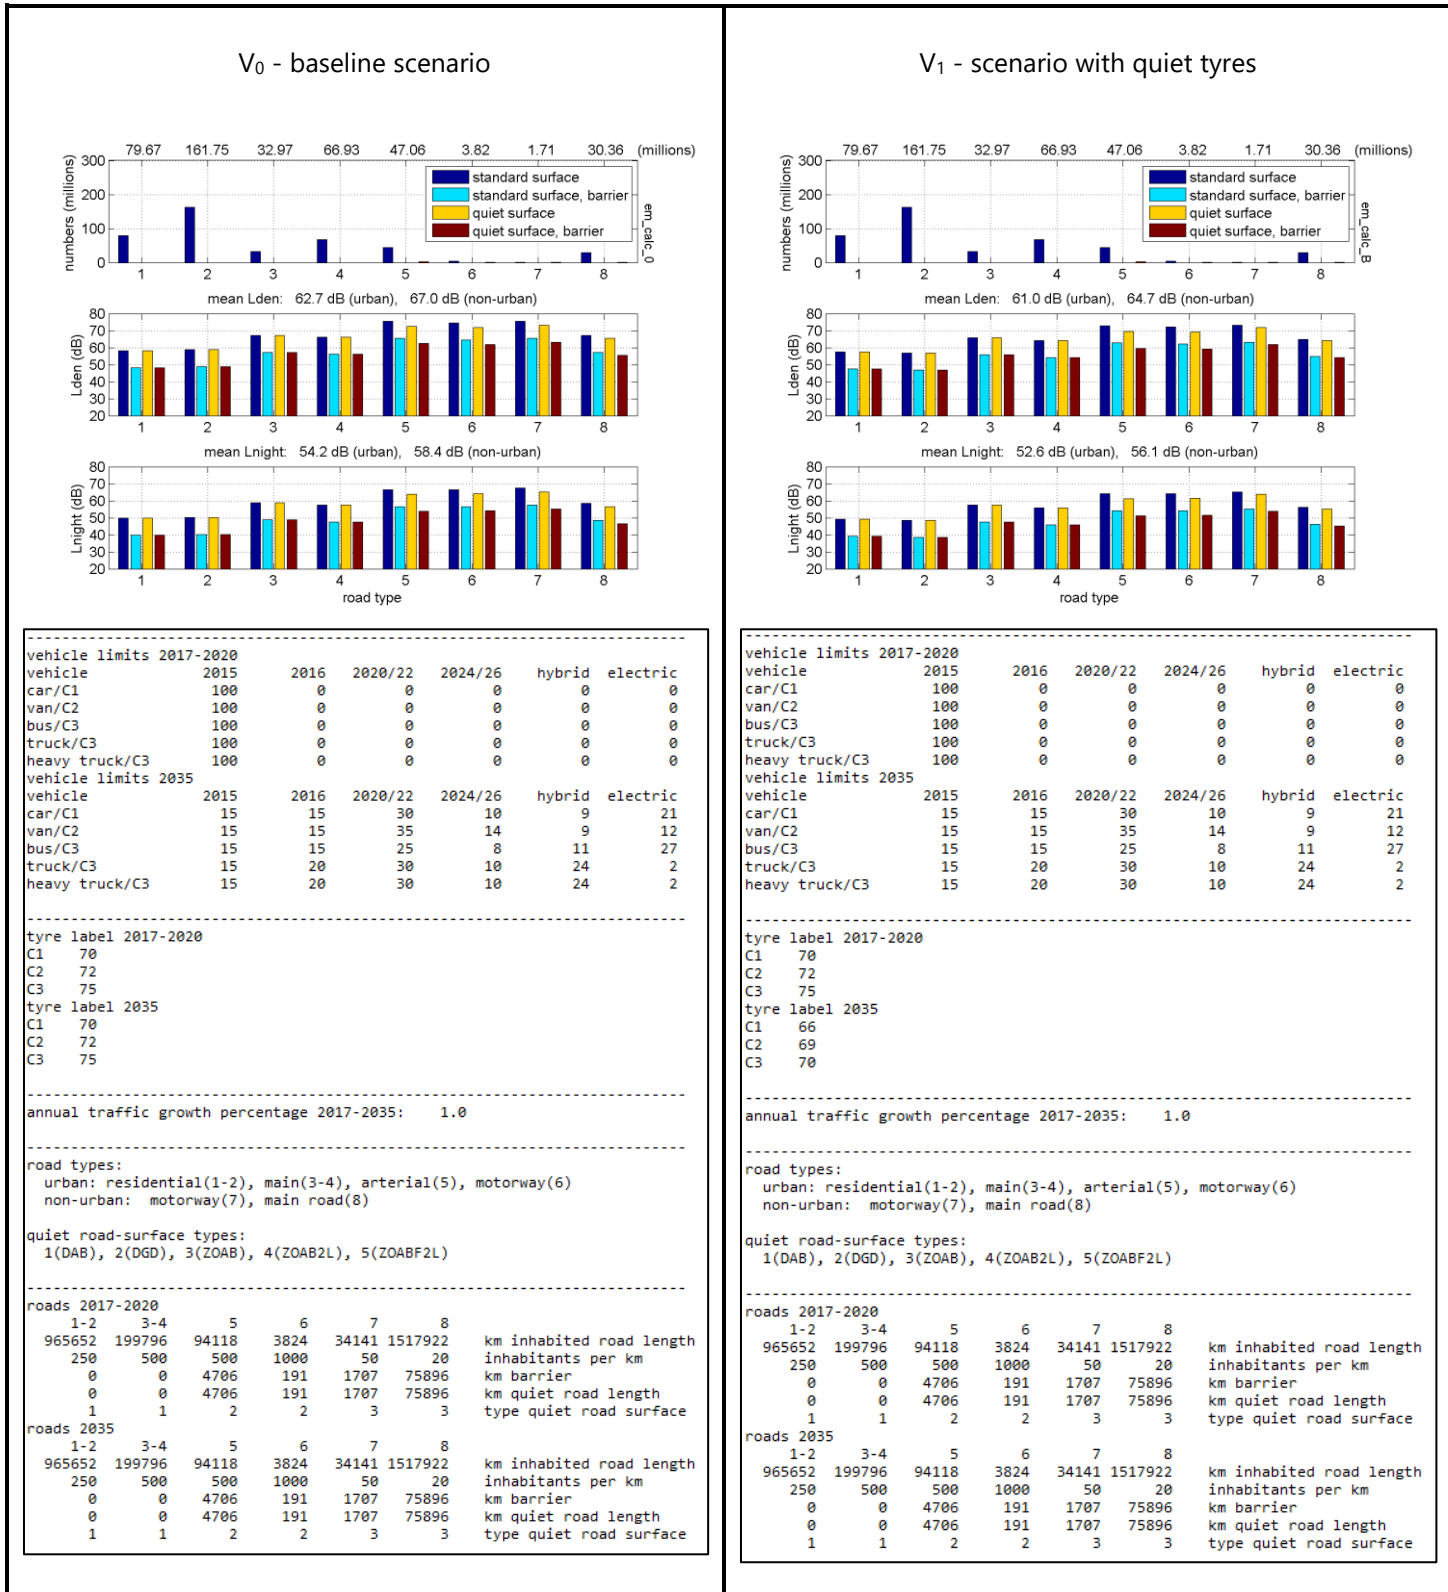 V₀ - baseline scenario
79.67 161.75 32.97 66.93 47.06 3.82 1.71 30.36 (millions)
300
200
100
0
numbers (millions)
standard surface
standard surface, barrier
quiet surface
quiet surface, barrier
em_calc_0
1 2 3 4 5 6 7 8
mean Lden: 62.7 dB (urban), 67.0 dB (non-urban)
80
70
60
50
40
30
20
Lden (dB)
1 2 3 4 5 6 7 8
mean Lnight: 54.2 dB (urban), 58.4 dB (non-urban)
80
70
60
50
40
30
20
Lnight (dB)
1 2 3 4 5 6 7 8
road type
vehicle limits 2017-2020
vehicle 2015 2016 2020/22 2024/26 hybrid electric
car/C1 100 0 0 0 0 0
van/C2 100 0 0 0 0 0
bus/C3 100 0 0 0 0 0
truck/C3 100 0 0 0 0 0
heavy truck/C3 100 0 0 0 0 0
vehicle limits 2035
vehicle 2015 2016 2020/22 2024/26 hybrid electric
car/C1 15 15 30 10 9 21
van/C2 15 15 35 14 9 12
bus/C3 15 15 25 8 11 27
truck/C3 15 20 30 10 24 2
heavy truck/C3 15 20 30 10 24 2
tyre label 2017-2020
C1 70
C2 72
C3 75
tyre label 2035
C1 70
C2 72
C3 75
annual traffic growth percentage 2017-2035: 1.0
road types:
urban: residential(1-2), main(3-4), arterial(5), motorway(6)
non-urban: motorway(7), main road(8)
quiet road-surface types:
1(DAB), 2(DGD), 3(ZOAB), 4(ZOAB2L), 5(ZOABF2L)
roads 2017-2020
1-2 3-4 5 6 7 8
965652 199796 94118 3824 34141 1517922 km inhabited road length
250 500 500 1000 50 20 inhabitants per km
0 0 4706 191 1707 75896 km barrier
0 0 4706 191 1707 75896 km quiet road length
1 1 2 2 3 3 type quiet road surface
roads 2035
1-2 3-4 5 6 7 8
965652 199796 94118 3824 34141 1517922 km inhabited road length
250 500 500 1000 50 20 inhabitants per km
0 0 4706 191 1707 75896 km barrier
0 0 4706 191 1707 75896 km quiet road length
1 1 2 2 3 3 type quiet road surface
V₁ - scenario with quiet tyres
79.67 161.75 32.97 66.93 47.06 3.82 1.71 30.36 (millions)
300
200
100
0
numbers (millions)
standard surface
standard surface, barrier
quiet surface
quiet surface, barrier
em_calc_B
1 2 3 4 5 6 7 8
mean Lden: 61.0 dB (urban), 64.7 dB (non-urban)
80
70
60
50
40
30
20
Lden (dB)
1 2 3 4 5 6 7 8
mean Lnight: 52.6 dB (urban), 56.1 dB (non-urban)
80
70
60
50
40
30
20
Lnight (dB)
1 2 3 4 5 6 7 8
road type
vehicle limits 2017-2020
vehicle 2015 2016 2020/22 2024/26 hybrid electric
car/C1 100 0 0 0 0 0
van/C2 100 0 0 0 0 0
bus/C3 100 0 0 0 0 0
truck/C3 100 0 0 0 0 0
heavy truck/C3 100 0 0 0 0 0
vehicle limits 2035
vehicle 2015 2016 2020/22 2024/26 hybrid electric
car/C1 15 15 30 10 9 21
van/C2 15 15 35 14 9 12
bus/C3 15 15 25 8 11 27
truck/C3 15 20 30 10 24 2
heavy truck/C3 15 20 30 10 24 2
tyre label 2017-2020
C1 70
C2 72
C3 75
tyre label 2035
C1 66
C2 69
C3 70
annual traffic growth percentage 2017-2035: 1.0
road types:
urban: residential(1-2), main(3-4), arterial(5), motorway(6)
non-urban: motorway(7), main road(8)
quiet road-surface types:
1(DAB), 2(DGD), 3(ZOAB), 4(ZOAB2L), 5(ZOABF2L)
roads 2017-2020
1-2 3-4 5 6 7 8
965652 199796 94118 3824 34141 1517922 km inhabited road length
250 500 500 1000 50 20 inhabitants per km
0 0 4706 191 1707 75896 km barrier
0 0 4706 191 1707 75896 km quiet road length
1 1 2 2 3 3 type quiet road surface
roads 2035
1-2 3-4 5 6 7 8
965652 199796 94118 3824 34141 1517922 km inhabited road length
250 500 500 1000 50 20 inhabitants per km
0 0 4706 191 1707 75896 km barrier
0 0 4706 191 1707 75896 km quiet road length
1 1 2 2 3 3 type quiet road surface